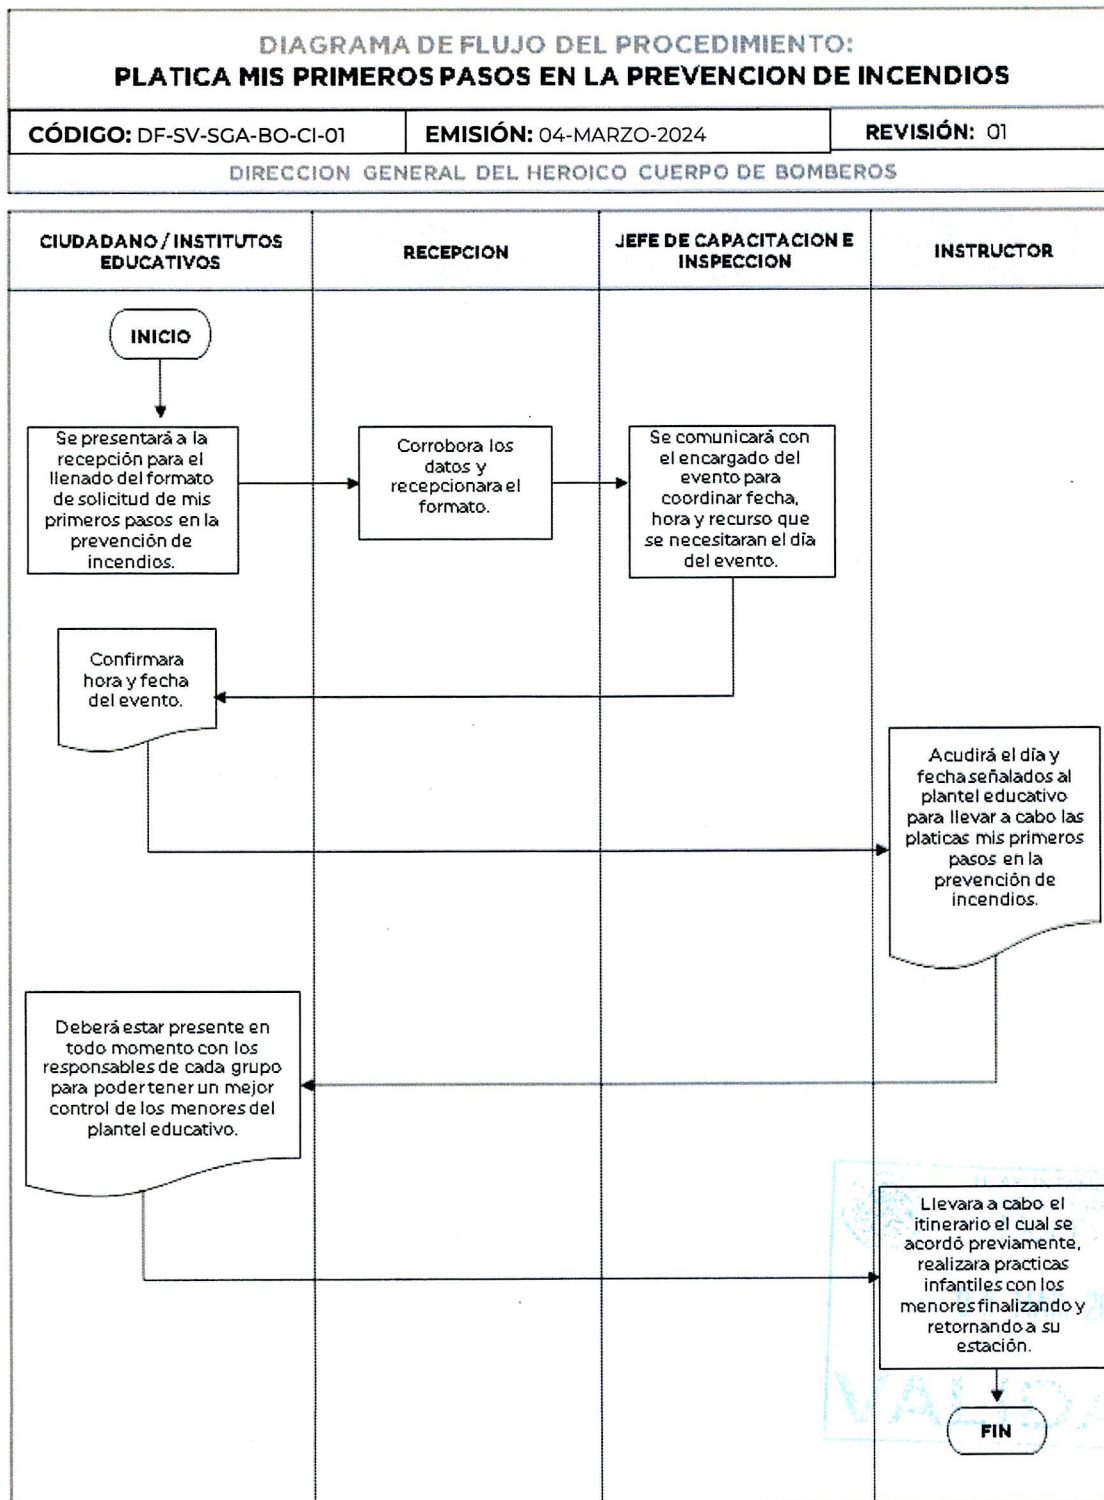 DIAGRAMA DE FLUJO DEL PROCEDIMIENTO:
PLATICA MIS PRIMEROS PASOS EN LA PREVENCION DE INCENDIOS
CÓDIGO: DF-SV-SGA-BO-CI-01
EMISIÓN: 04-MARZO-2024
REVISIÓN: 01
DIRECCION GENERAL DEL HEROICO CUERPO DE BOMBEROS
CIUDADANO / INSTITUTOS
EDUCATIVOS
RECEPCION
JEFE DE CAPACITACION E
INSPECCION
INSTRUCTOR
INICIO
Se presentará a la
recepción para el
llenado del formato
de solicitud de mis
primeros pasos en la
prevención de
incendios.
Corrobora los
datos y
recepcionara el
formato.
Se comunicará con
el encargado del
evento para
coordinar fecha,
hora y recurso que
se necesitaran el día
del evento.
Confirmara
hora y fecha
del evento.
Acudirá el día y
fecha señalados al
plantel educativo
para llevar a cabo las
platicas mis primeros
pasos en la
prevención de
incendios.
Deberá estar presente en
todo momento con los
responsables de cada grupo
para poder tener un mejor
control de los menores del
plantel educativo.
Llevara a cabo el
itinerario el cual se
acordó previamente,
realizara practicas
infantiles con los
menores finalizando y
retornando a su
estación.
FIN